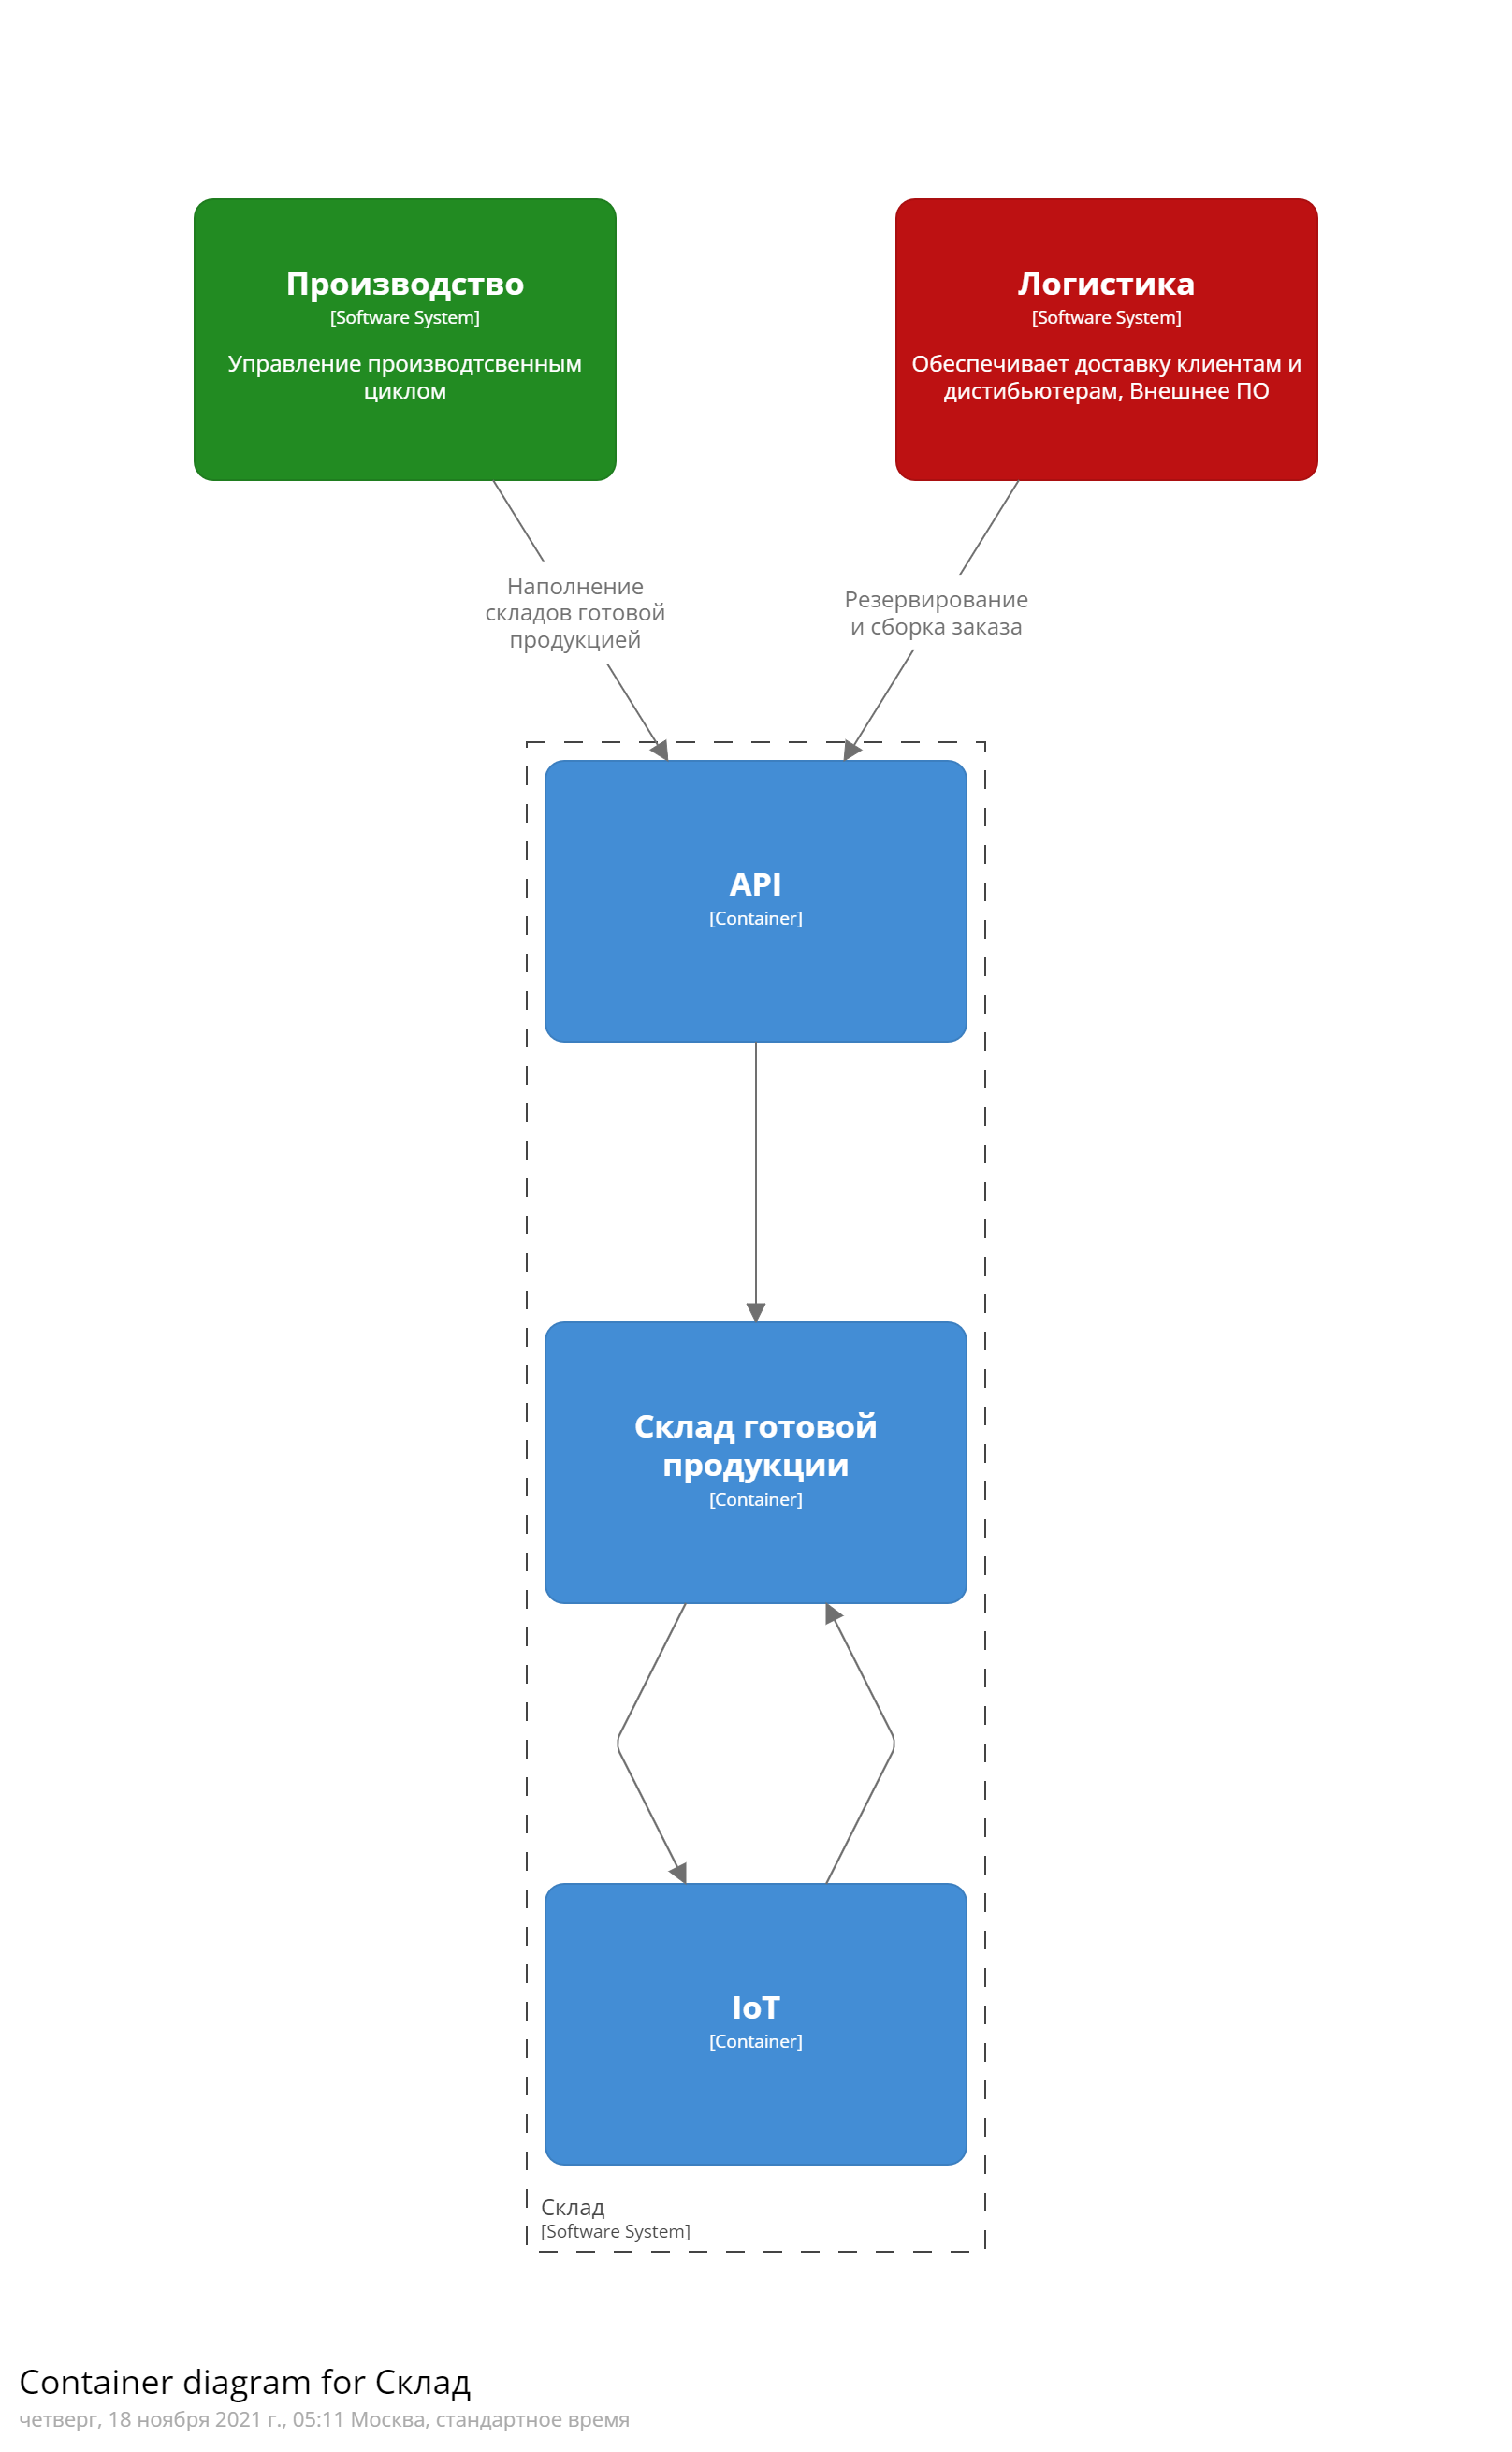 Производство
[Software System]
Управление производтсвенным
циклом
Логистика
[Software System]
Обеспечивает доставку клиентам и
дистибьютерам, Внешнее ПО
Наполнение
складов готовой
продукцией
Резервирование
и сборка заказа
API
[Container]
Склад готовой
продукции
[Container]
IoT
[Container]
Склад
[Software System]
Container diagram for Склад
четверг, 18 ноября 2021 г., 05:11 Москва, стандартное время